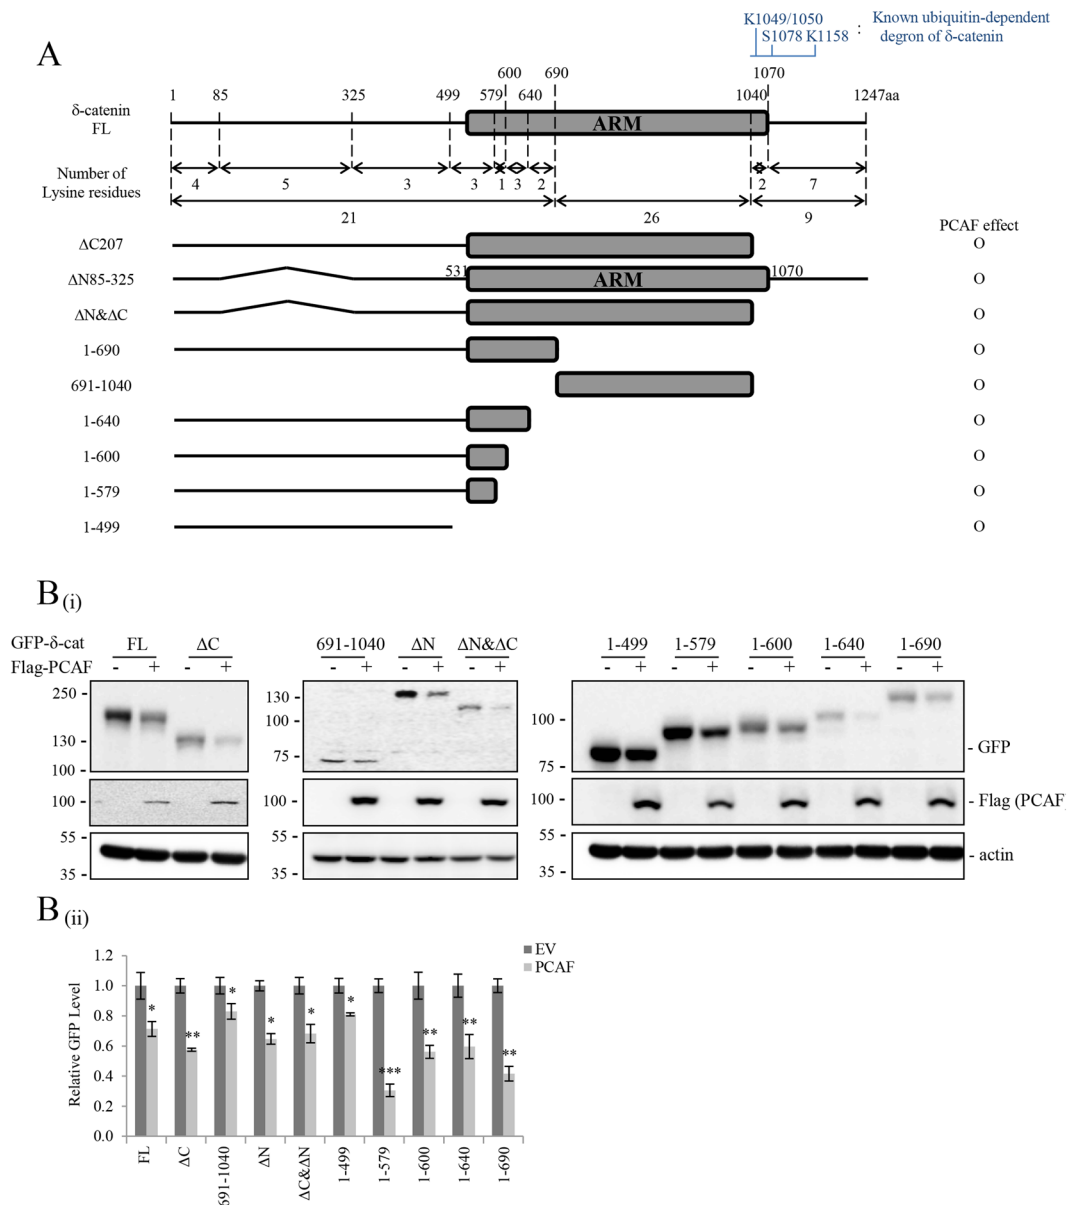 K1049/1050
S1078 K1158
:
Known ubiquitin-dependent
degron of δ-catenin
A
600 690 1070
1 85 325 499 579 640 1040 1247aa
δ-catenin
FL
ARM
Number of
Lysine residues
4 5 3 3 1 3 2 2 7
21 26 9
PCAF effect
ΔC207 O
ΔN85-325 531 ARM 1070 O
ΔN&ΔC O
1-690 O
691-1040 O
1-640 O
1-600 O
1-579 O
1-499 O
B(i)
GFP-δ-cat FL ΔC 691-1040 ΔN ΔN&ΔC 1-499 1-579 1-600 1-640 1-690
Flag-PCAF - + - + - + - + - + - + - + - + - + - +
250 -
130 -
100 -
100 -
55 -
35 -
130 -
100 -
75 -
100 -
55 -
35 -
100 -
75 -
100 -
55 -
35 -
- GFP
- Flag (PCAF)
- actin
B(ii)
Relative GFP Level
1.2
1.0
0.8
0.6
0.4
0.2
0.0
* ** * * * * *** ** ** **
EV
PCAF
FL
ΔC
691-1040
ΔN
ΔC&ΔN
1-499
1-579
1-600
1-640
1-690